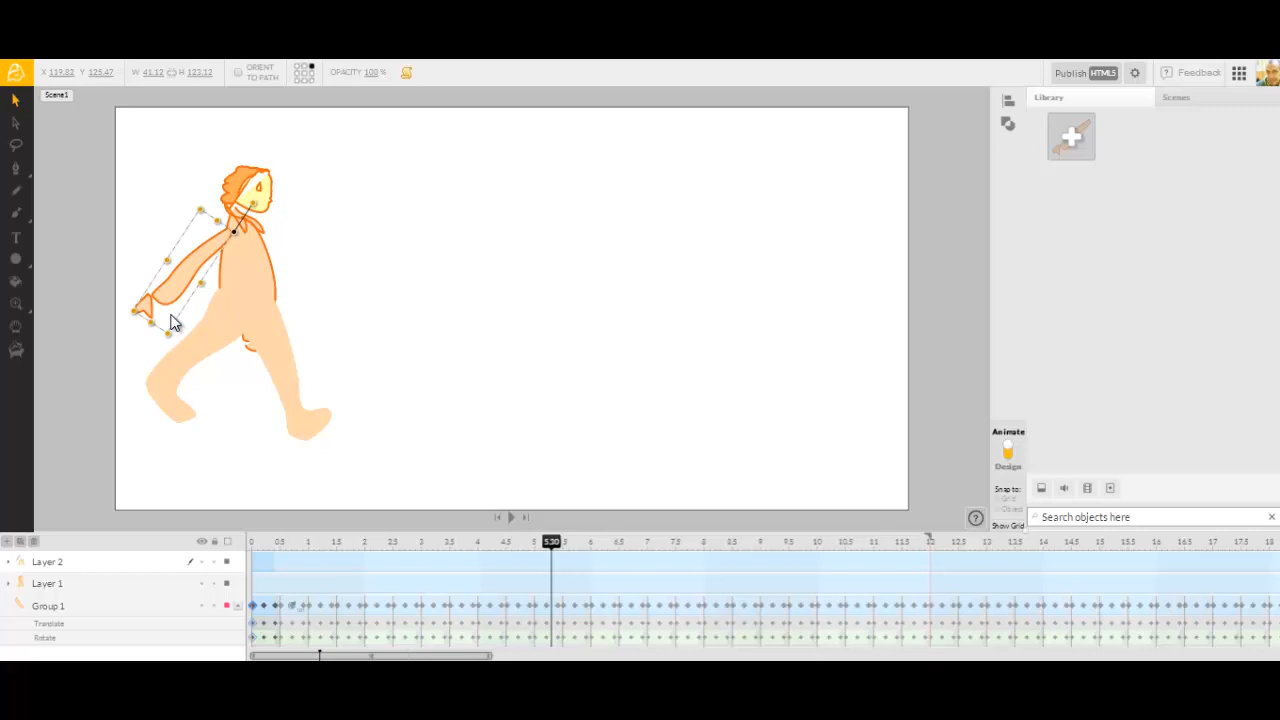 X 119.82 Y 125.47 W 41.12 H 123.12 ORIENT TO PATH OPACITY 100 % Publish HTML5 Feedback
Scene1 Library Scenes
T
Animate
Design
Snap to:
Grid
Object
Show Grid
Search objects here
0 0.5 1 1.5 2 2.5 3 3.5 4 4.5 5 5.30 6 6.5 7 7.5 8 8.5 9 9.5 10 10.5 11 11.5 12 12.5 13 13.5 14 14.5 15 15.5 16 16.5 17 17.5 18
Layer 2
Layer 1
Group 1
Translate
Rotate